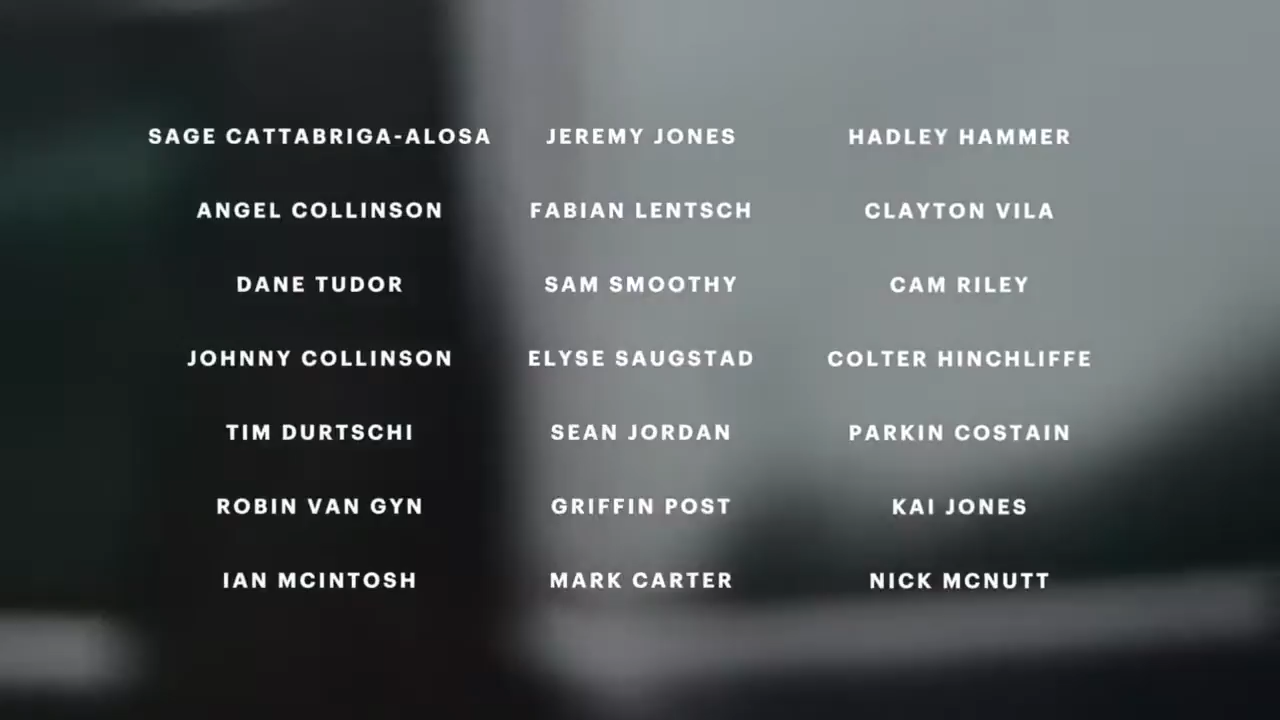 SAGE CATTABRIGA-ALOSA JEREMY JONES HADLEY HAMMER
ANGEL COLLINSON FABIAN LENTSCH CLAYTON VILA
DANE TUDOR SAM SMOOTHY CAM RILEY
JOHNNY COLLINSON ELYSE SAUGSTAD COLTER HINCHLIFFE
TIM DURTSCHI SEAN JORDAN PARKIN COSTAIN
ROBIN VAN GYN GRIFFIN POST KAI JONES
IAN MCINTOSH MARK CARTER NICK MCNUTT